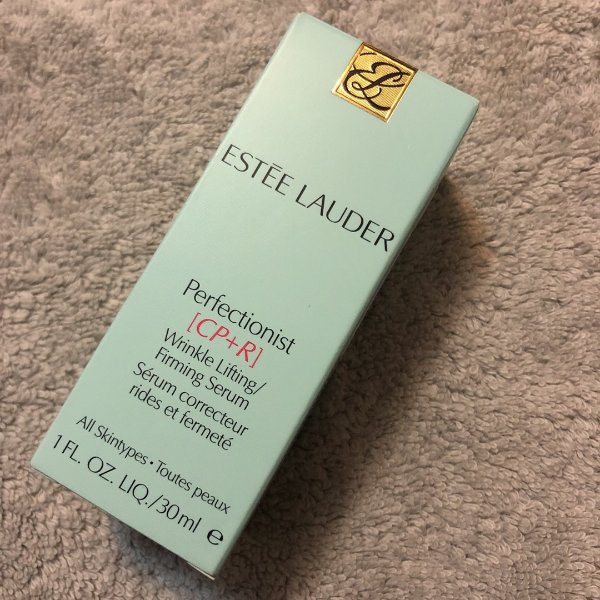 ESTĒE LAUDER
Perfectionist
[CP+R]
Wrinkle Lifting/
Firming Serum
Sérum correcteur
rides et fermeté
All Skintypes • Toutes peaux
1 FL. OZ. LIQ./30ml ℮